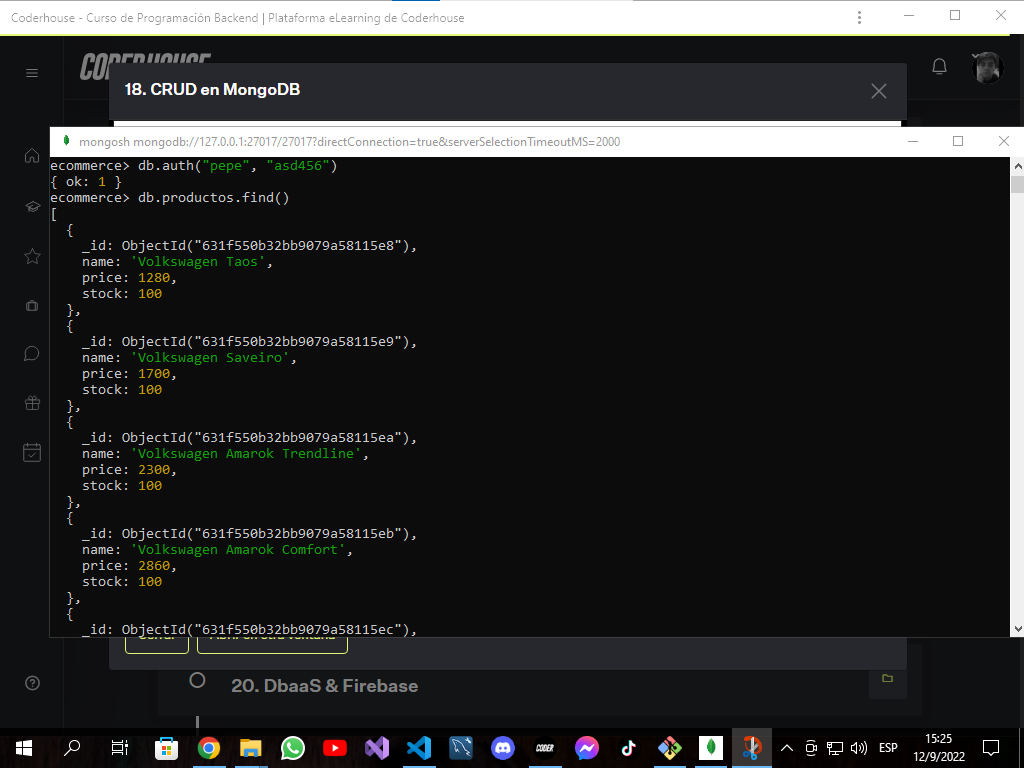 Coderhouse - Curso de Programación Backend | Plataforma eLearning de Coderhouse
CODERHOUSE
18. CRUD en MongoDB
mongosh mongodb://127.0.0.1:27017/27017?directConnection=true&serverSelectionTimeoutMS=2000
ecommerce> db.auth("pepe", "asd456")
{ ok: 1 }
ecommerce> db.productos.find()
[
{
_id: ObjectId("631f550b32bb9079a58115e8"),
name: 'Volkswagen Taos',
price: 1280,
stock: 100
},
{
_id: ObjectId("631f550b32bb9079a58115e9"),
name: 'Volkswagen Saveiro',
price: 1700,
stock: 100
},
{
_id: ObjectId("631f550b32bb9079a58115ea"),
name: 'Volkswagen Amarok Trendline',
price: 2300,
stock: 100
},
{
_id: ObjectId("631f550b32bb9079a58115eb"),
name: 'Volkswagen Amarok Comfort',
price: 2860,
stock: 100
},
{
_id: ObjectId("631f550b32bb9079a58115ec"),
20. DbaaS & Firebase
CODER
ESP
15:25
12/9/2022